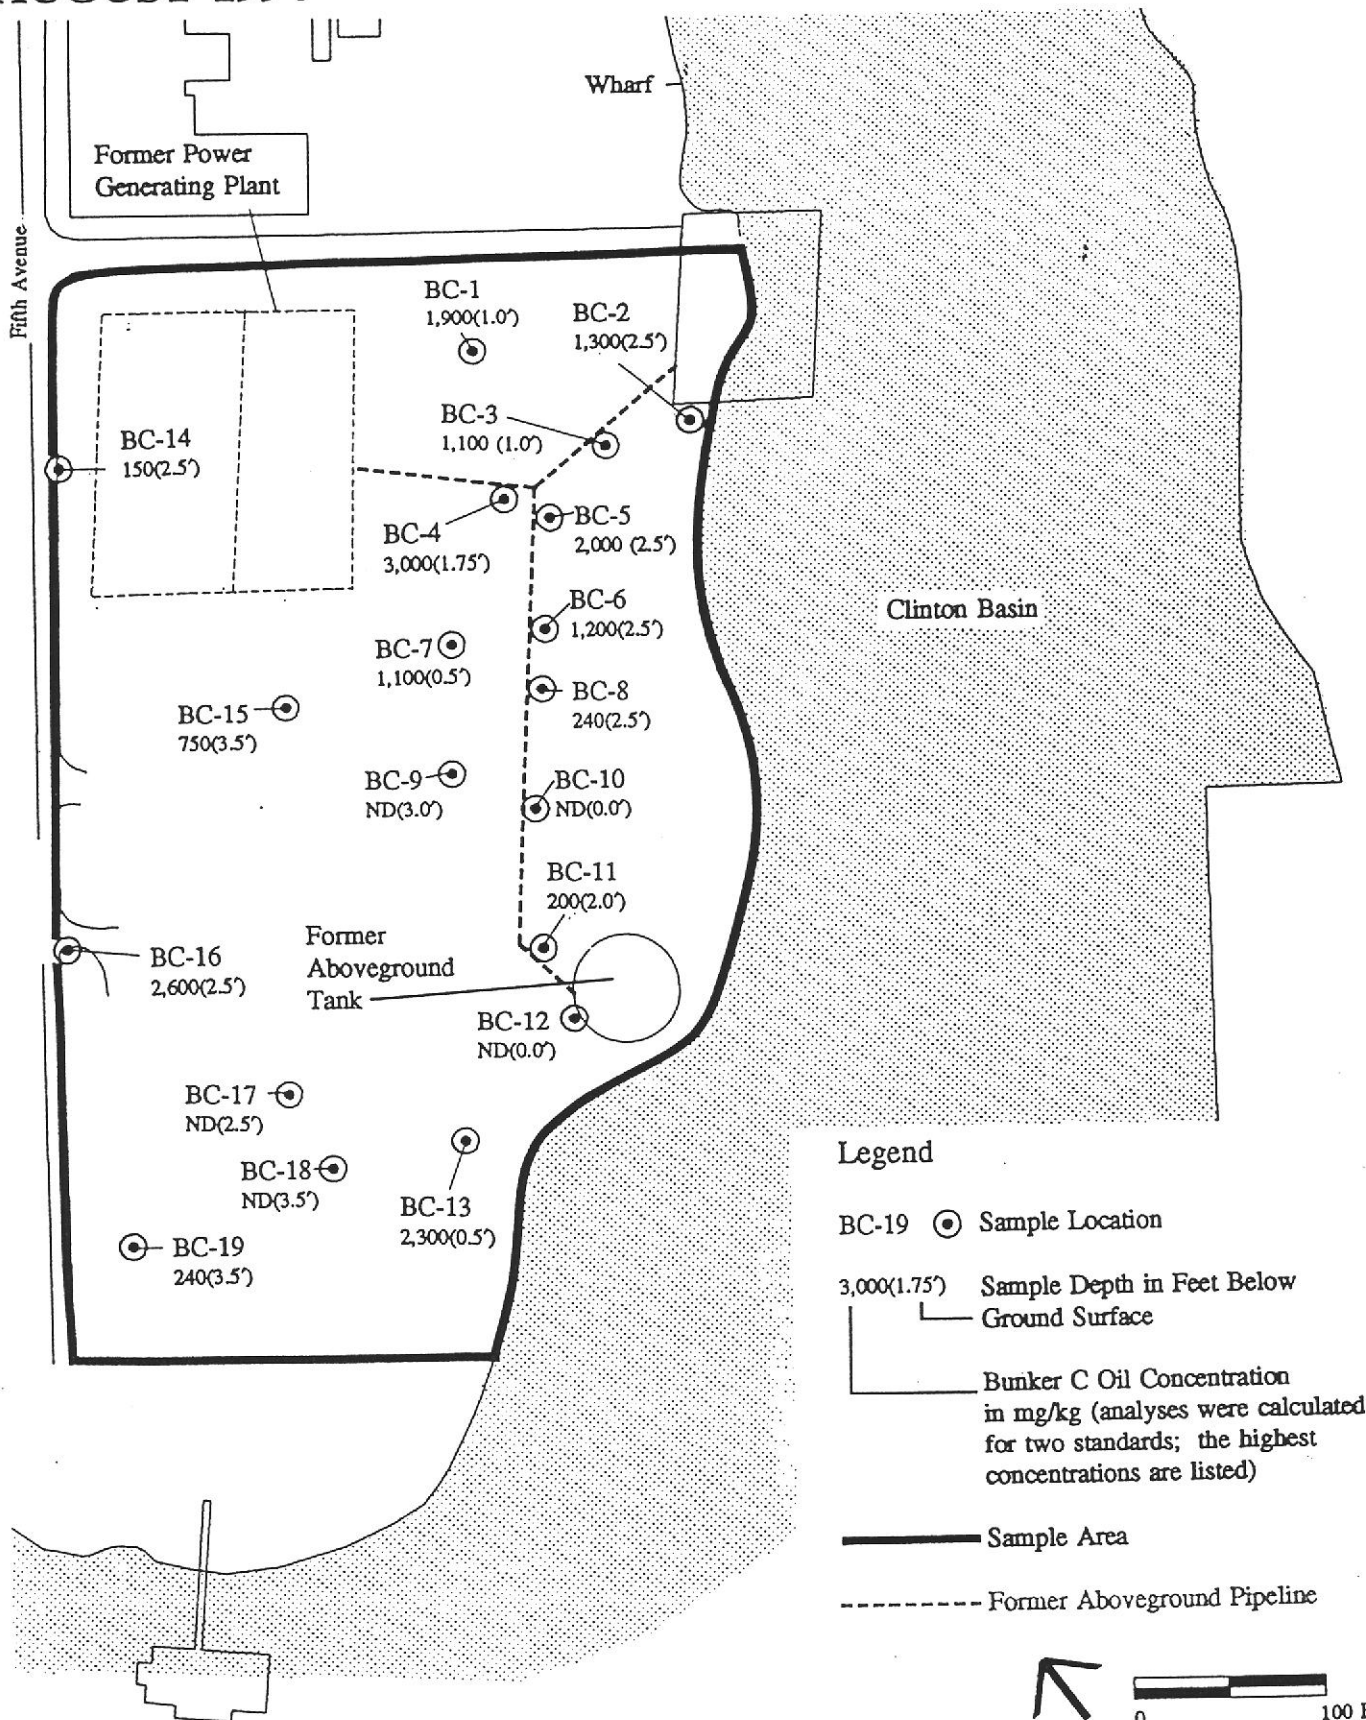 Wharf
Former Power
Generating Plant
Fifth Avenue
BC-1
1,900(1.0')
BC-2
1,300(2.5')
BC-3
1,100 (1.0')
BC-14
150(2.5')
BC-4
3,000(1.75')
BC-5
2,000 (2.5')
BC-6
1,200(2.5')
Clinton Basin
BC-7
1,100(0.5')
BC-8
240(2.5')
BC-15
750(3.5')
BC-9
ND(3.0')
BC-10
ND(0.0')
BC-11
200(2.0')
Former
Aboveground
Tank
BC-16
2,600(2.5')
BC-12
ND(0.0')
BC-17
ND(2.5')
BC-18
ND(3.5')
BC-13
2,300(0.5')
BC-19
240(3.5')
Legend
BC-19 Sample Location
3,000(1.75') Sample Depth in Feet Below
Ground Surface
Bunker C Oil Concentration
in mg/kg (analyses were calculated
for two standards; the highest
concentrations are listed)
Sample Area
Former Aboveground Pipeline
0 100